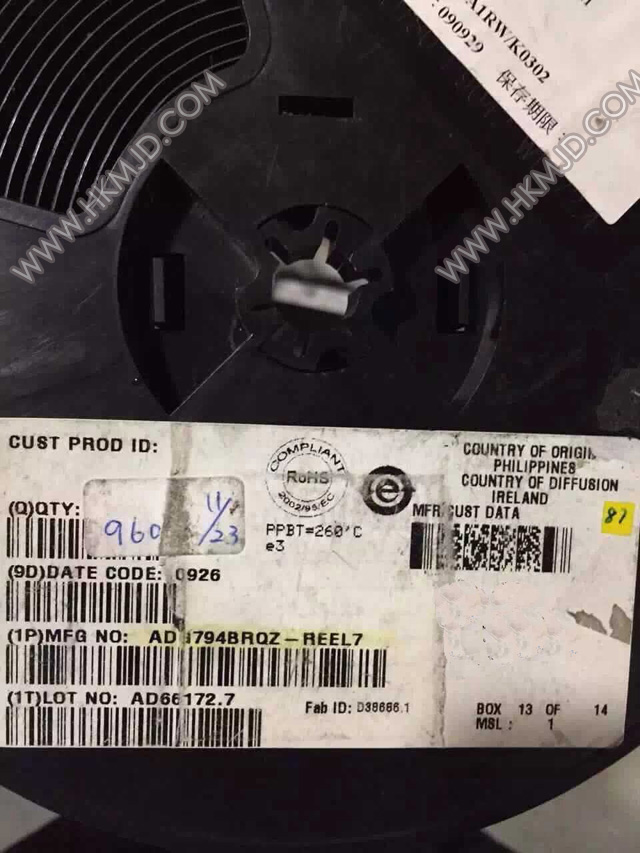 A1RW/K0302
: 090929
保存期限 :
WWW.HKMJD.COM
WWW.HKMJD.COM
CUST PROD ID:
COMPLIANT
RoHS
2002/95/EC
e
COUNTRY OF ORIGIN
PHILIPPINES
COUNTRY OF DIFFUSION
IRELAND
(Q)QTY:
960 11/23
PPBT=260'C
e3
MFR CUST DATA
87
(9D)DATE CODE: 0926
(1P)MFG NO: AD 794BRQZ-REEL7
(1T)LOT NO: AD66172.7
Fab ID: D38666.1
BOX 13 OF 14
MSL : 1